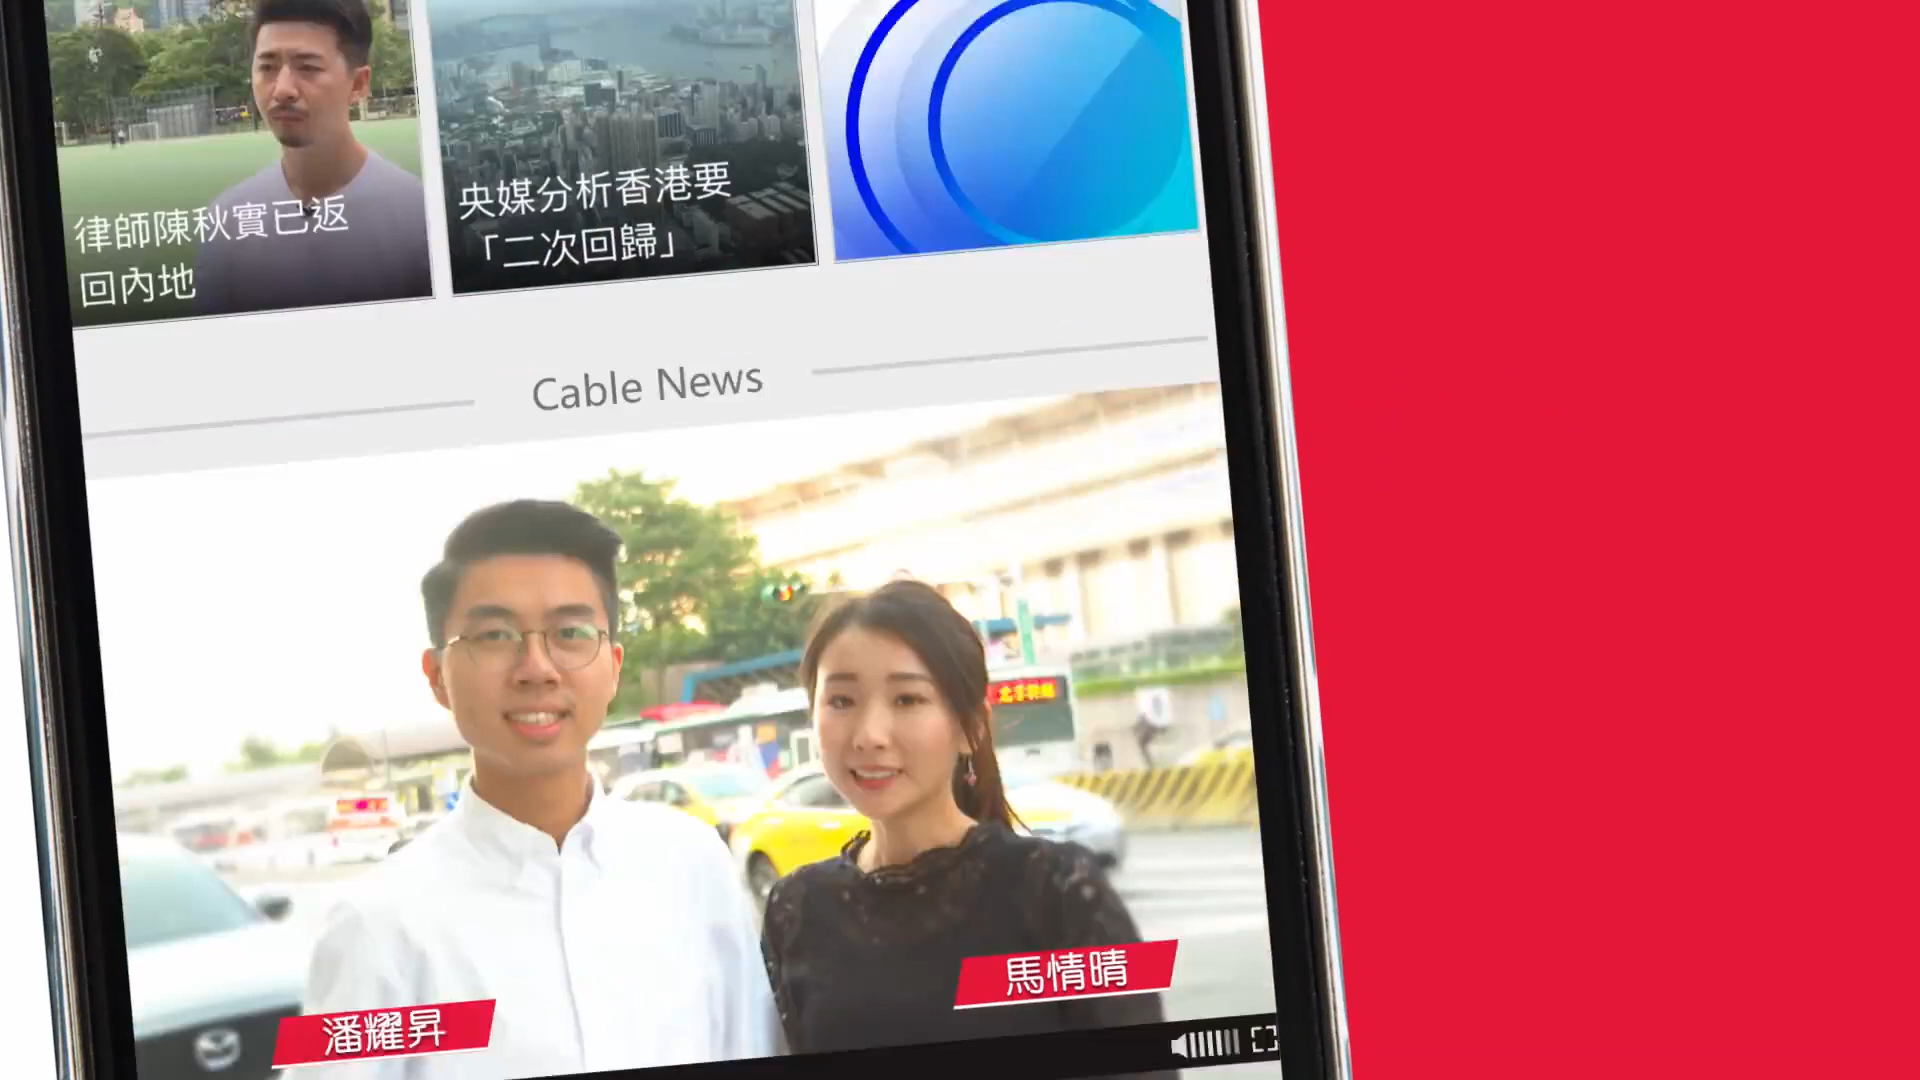 律師陳秋實已返
回內地
央媒分析香港要
「二次回歸」
Cable News
馬情晴
潘耀昇